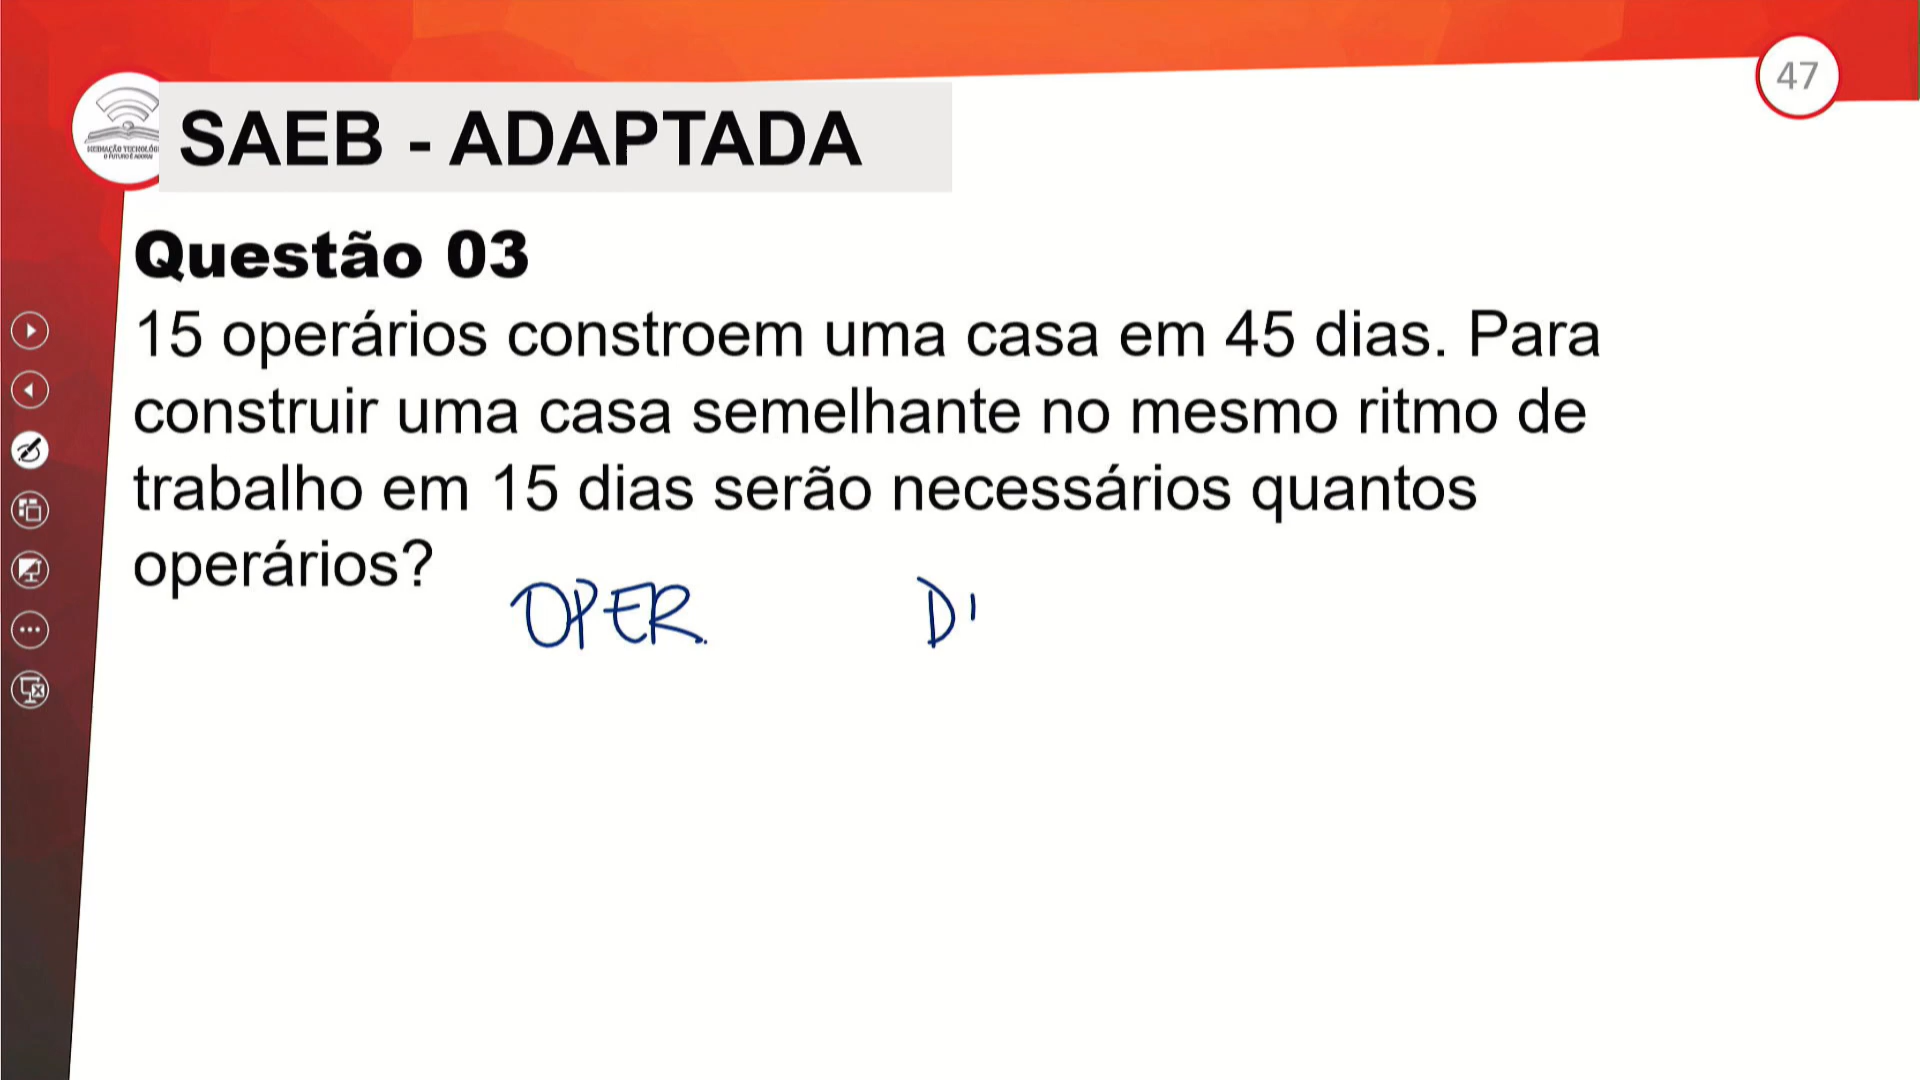 47
SAEB - ADAPTADA
Questão 03
15 operários constroem uma casa em 45 dias. Para
construir uma casa semelhante no mesmo ritmo de
trabalho em 15 dias serão necessários quantos
operários?
OPER. DI